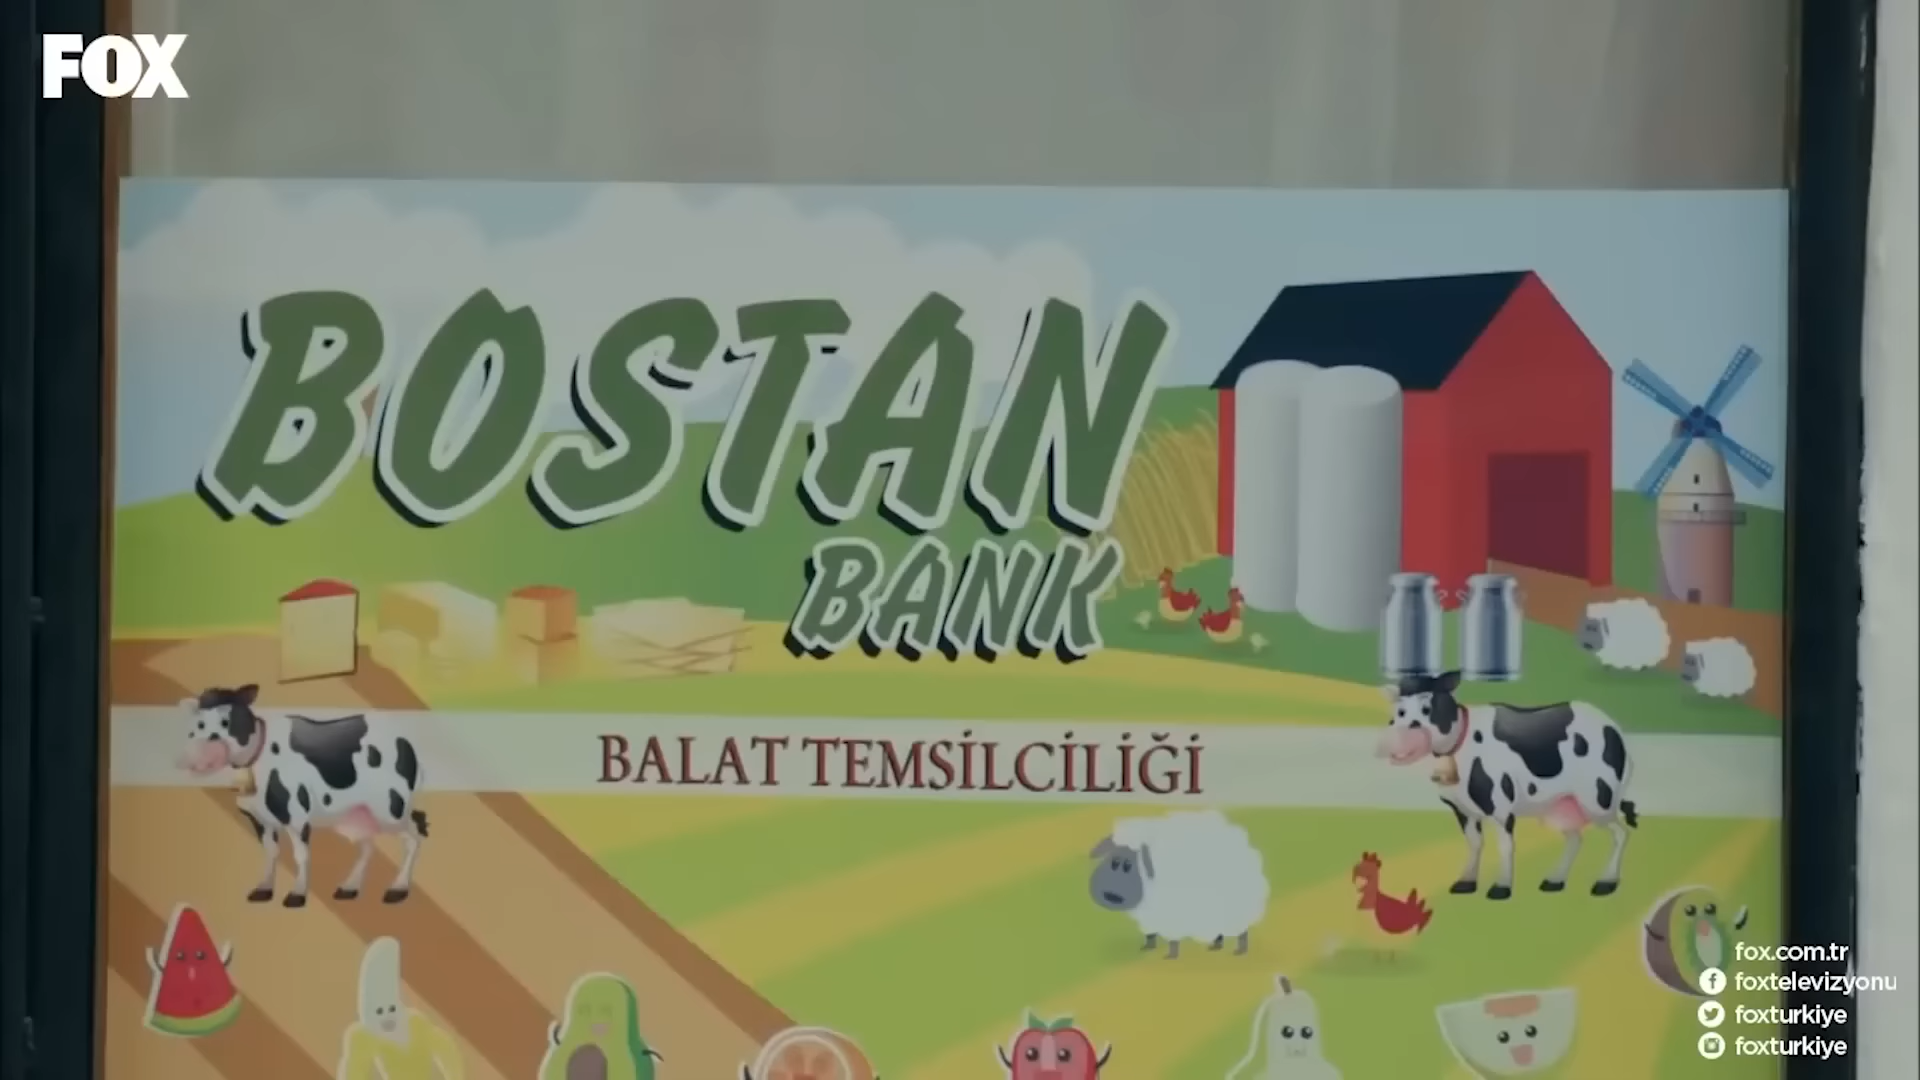 FOX
BOSTAN
BANK
BALAT TEMSİLCİLİĞİ
fox.com.tr
foxtelevizyonu
foxturkiye
foxturkiye